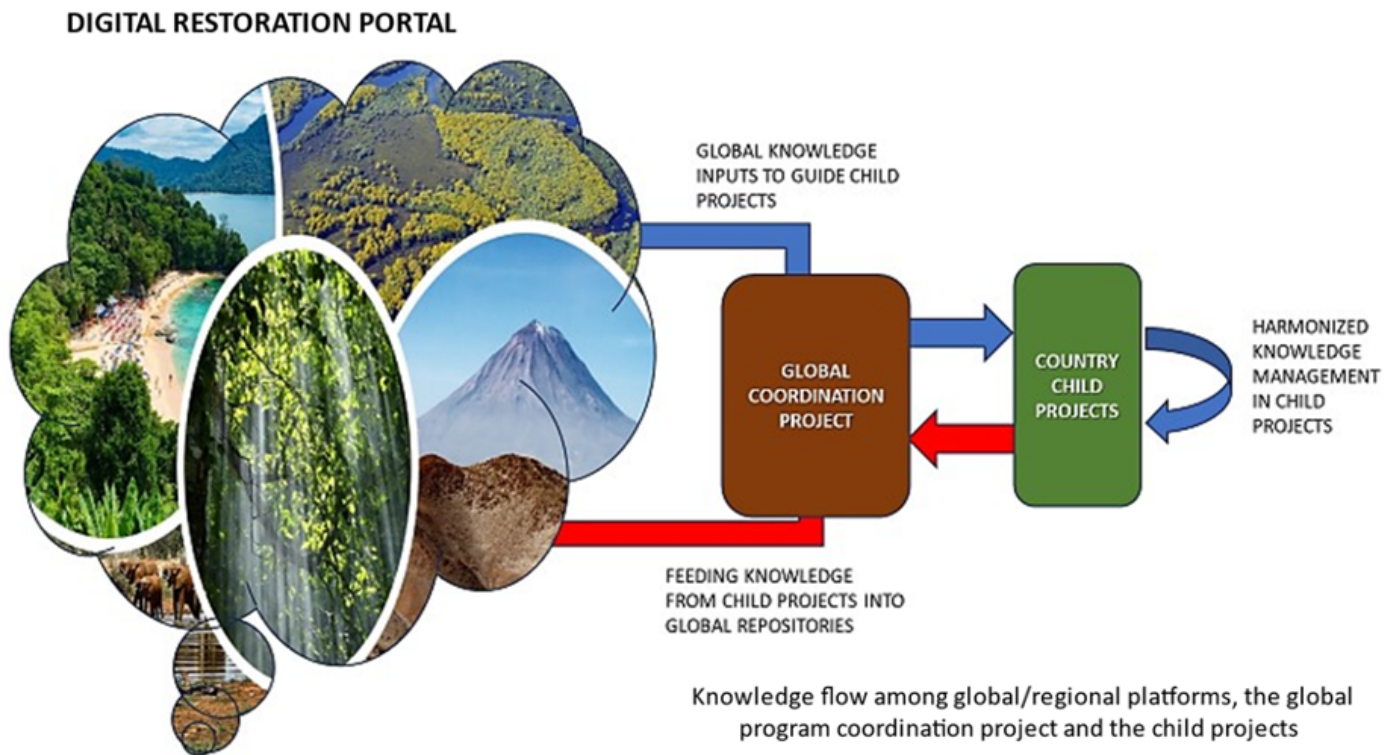 DIGITAL RESTORATION PORTAL
GLOBAL KNOWLEDGE
INPUTS TO GUIDE CHILD
PROJECTS
GLOBAL
COORDINATION
PROJECT
COUNTRY
CHILD
PROJECTS
HARMONIZED
KNOWLEDGE
MANAGEMENT
IN CHILD
PROJECTS
FEEDING KNOWLEDGE
FROM CHILD PROJECTS INTO
GLOBAL REPOSITORIES
Knowledge flow among global/regional platforms, the global
program coordination project and the child projects